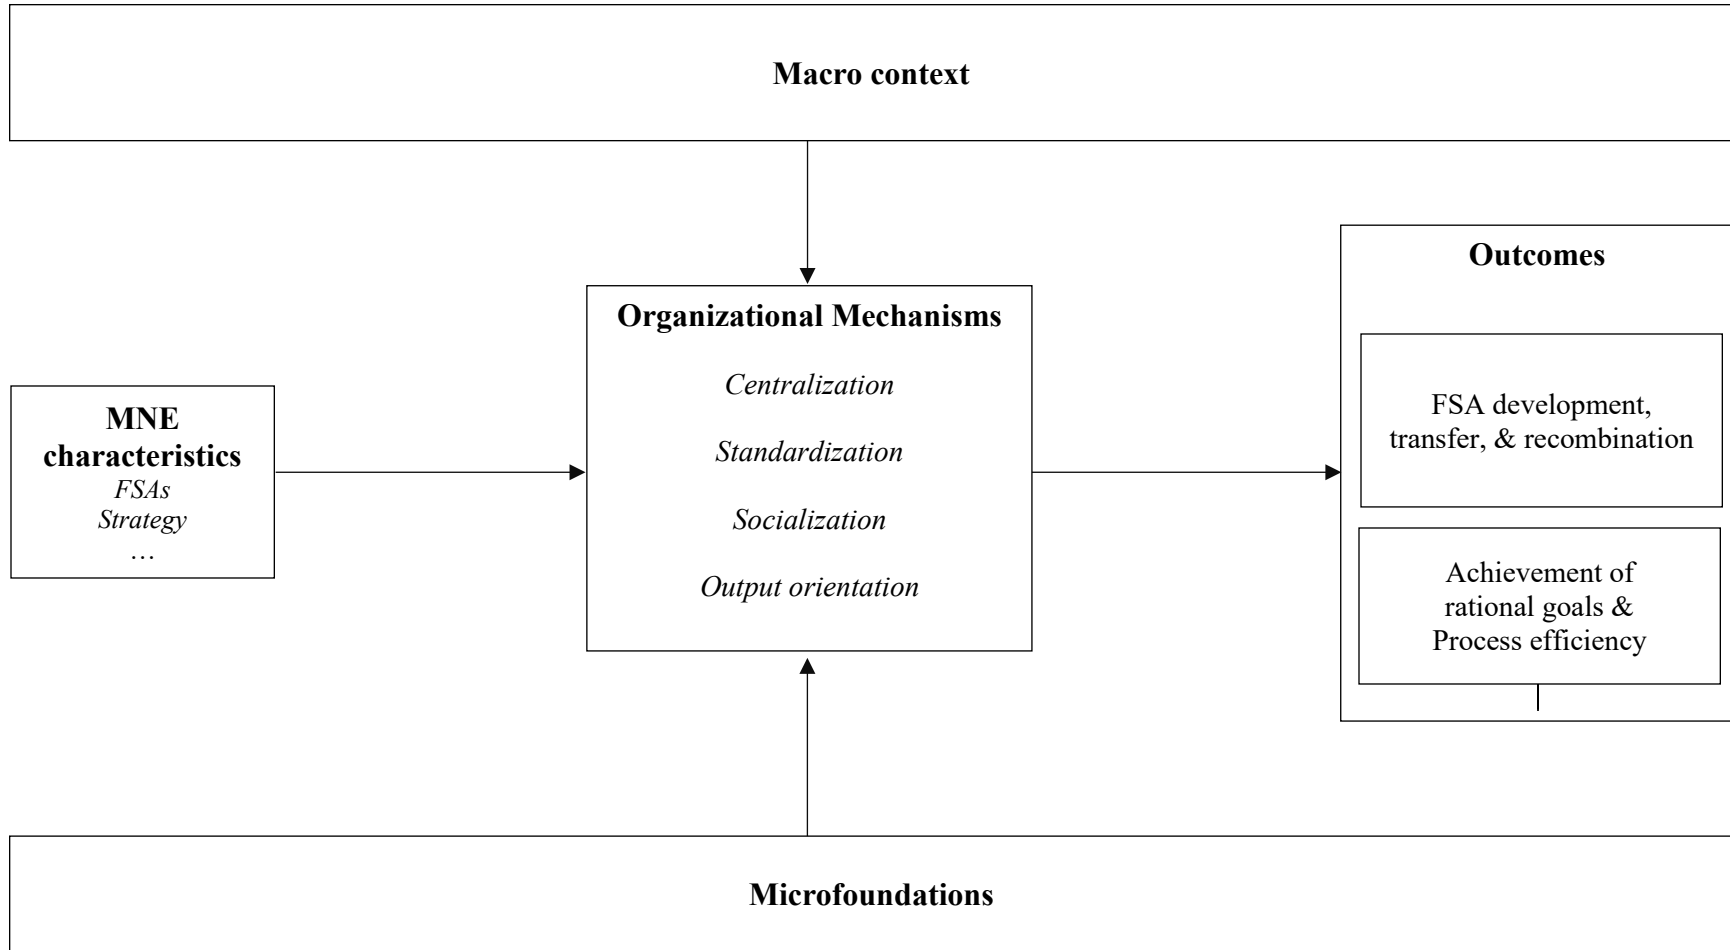 Macro context
Outcomes
Organizational Mechanisms
Centralization
Standardization
Socialization
Output orientation
MNE
characteristics
FSAs
Strategy
…
FSA development,
transfer, & recombination
Achievement of
rational goals &
Process efficiency
Microfoundations